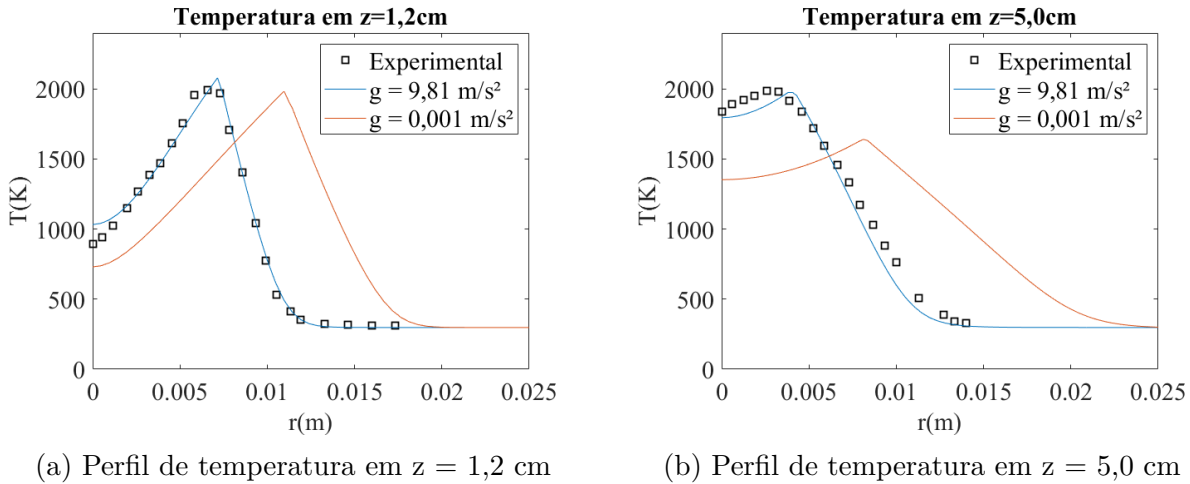 Temperatura em z=1,2cm
Experimental
g = 9,81 m/s²
g = 0,001 m/s²
2000
1500
1000
500
0
T(K)
0
0.005
0.01
0.015
0.02
0.025
r(m)
(a) Perfil de temperatura em z = 1,2 cm
Temperatura em z=5,0cm
Experimental
g = 9,81 m/s²
g = 0,001 m/s²
2000
1500
1000
500
0
T(K)
0
0.005
0.01
0.015
0.02
0.025
r(m)
(b) Perfil de temperatura em z = 5,0 cm